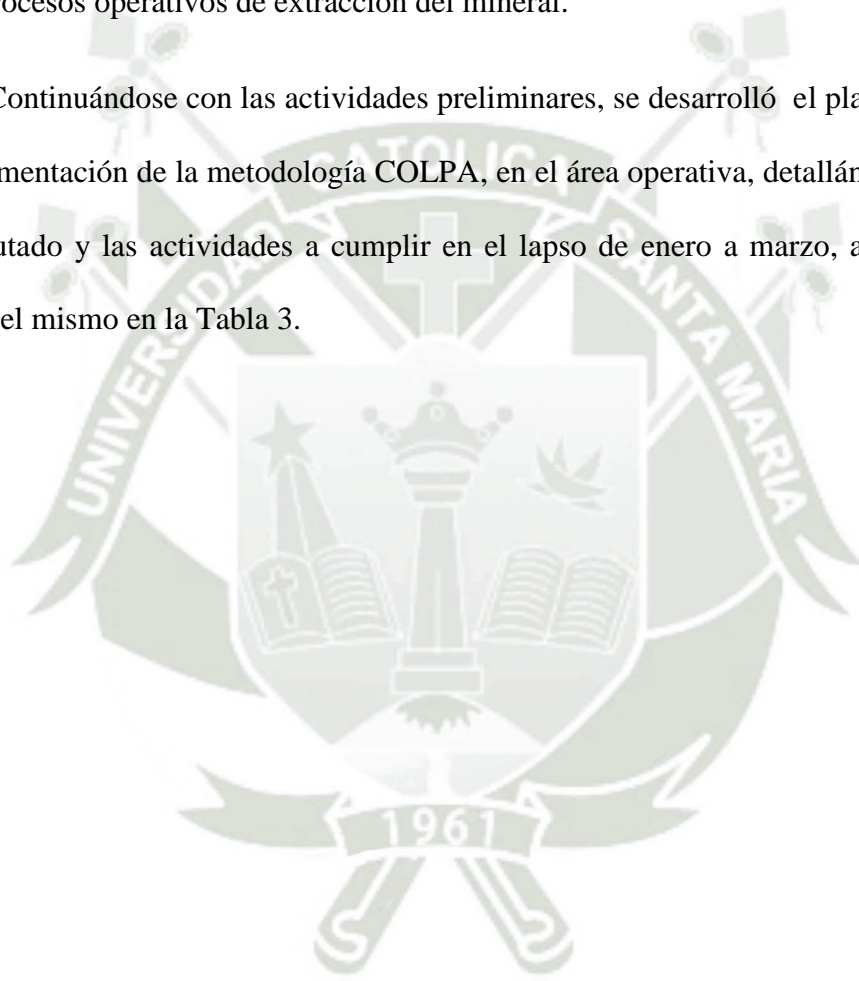 rocesos operativos de extracción del mineral.
Continuándose con las actividades preliminares, se desarrolló el pla
mentación de la metodología COLPA, en el área operativa, detallán
utado y las actividades a cumplir en el lapso de enero a marzo, a
el mismo en la Tabla 3.
UNIVERSIDAD CATOLICA SANTA MARIA
1961